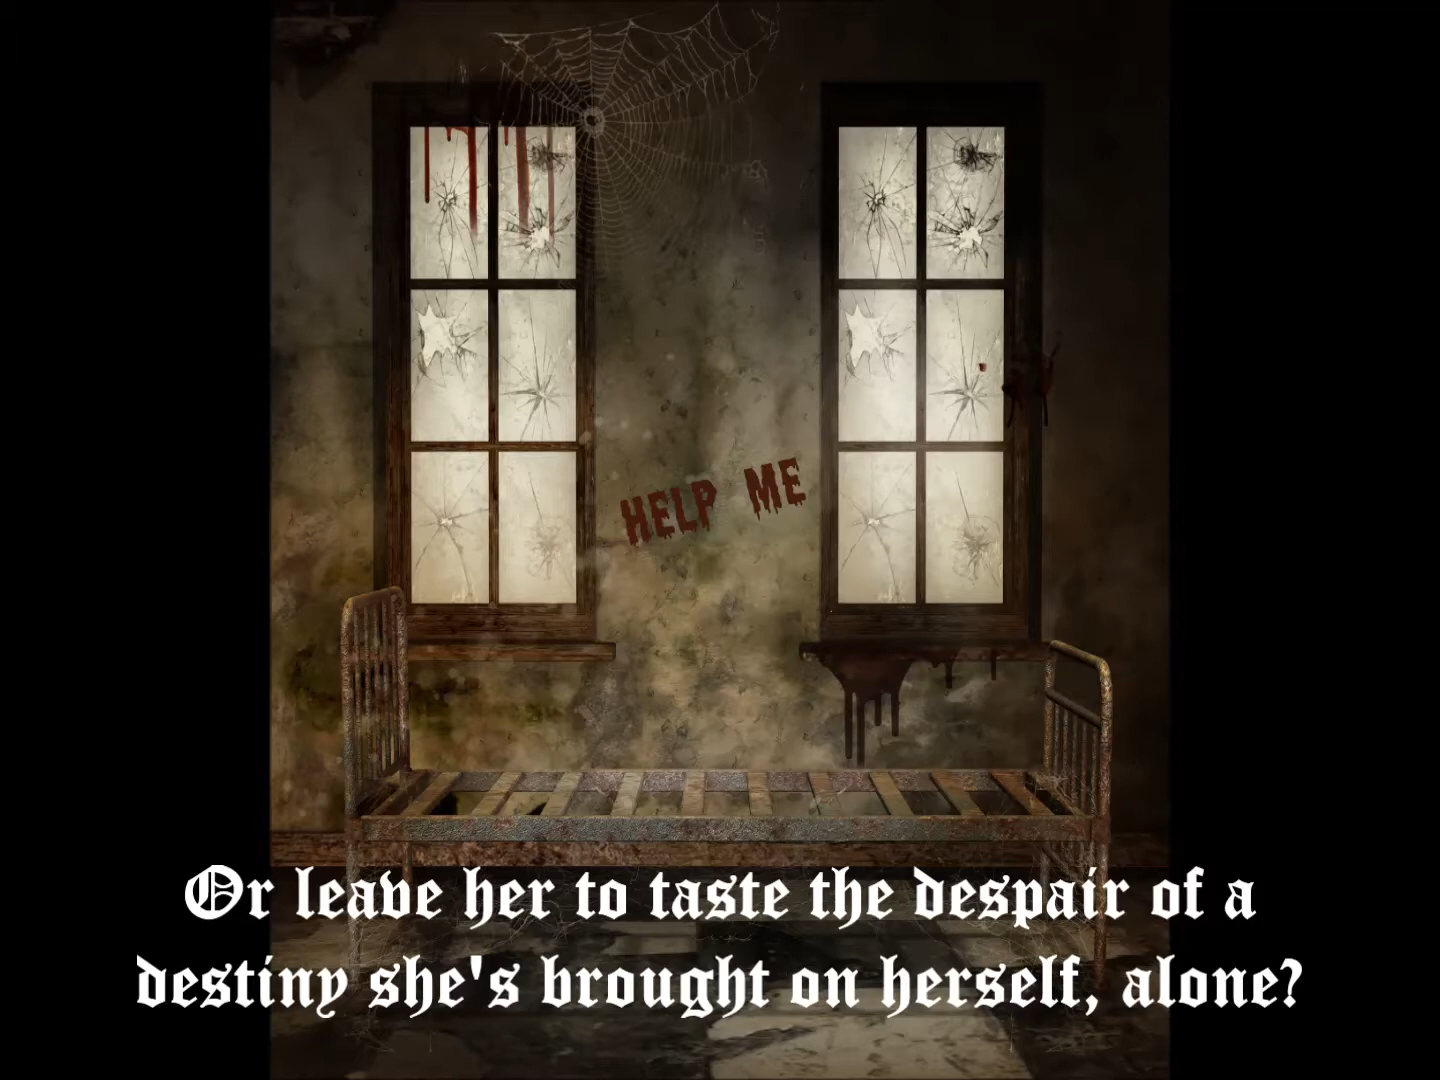 HELP ME
Or leave her to taste the despair of a
destiny she's brought on herself, alone?